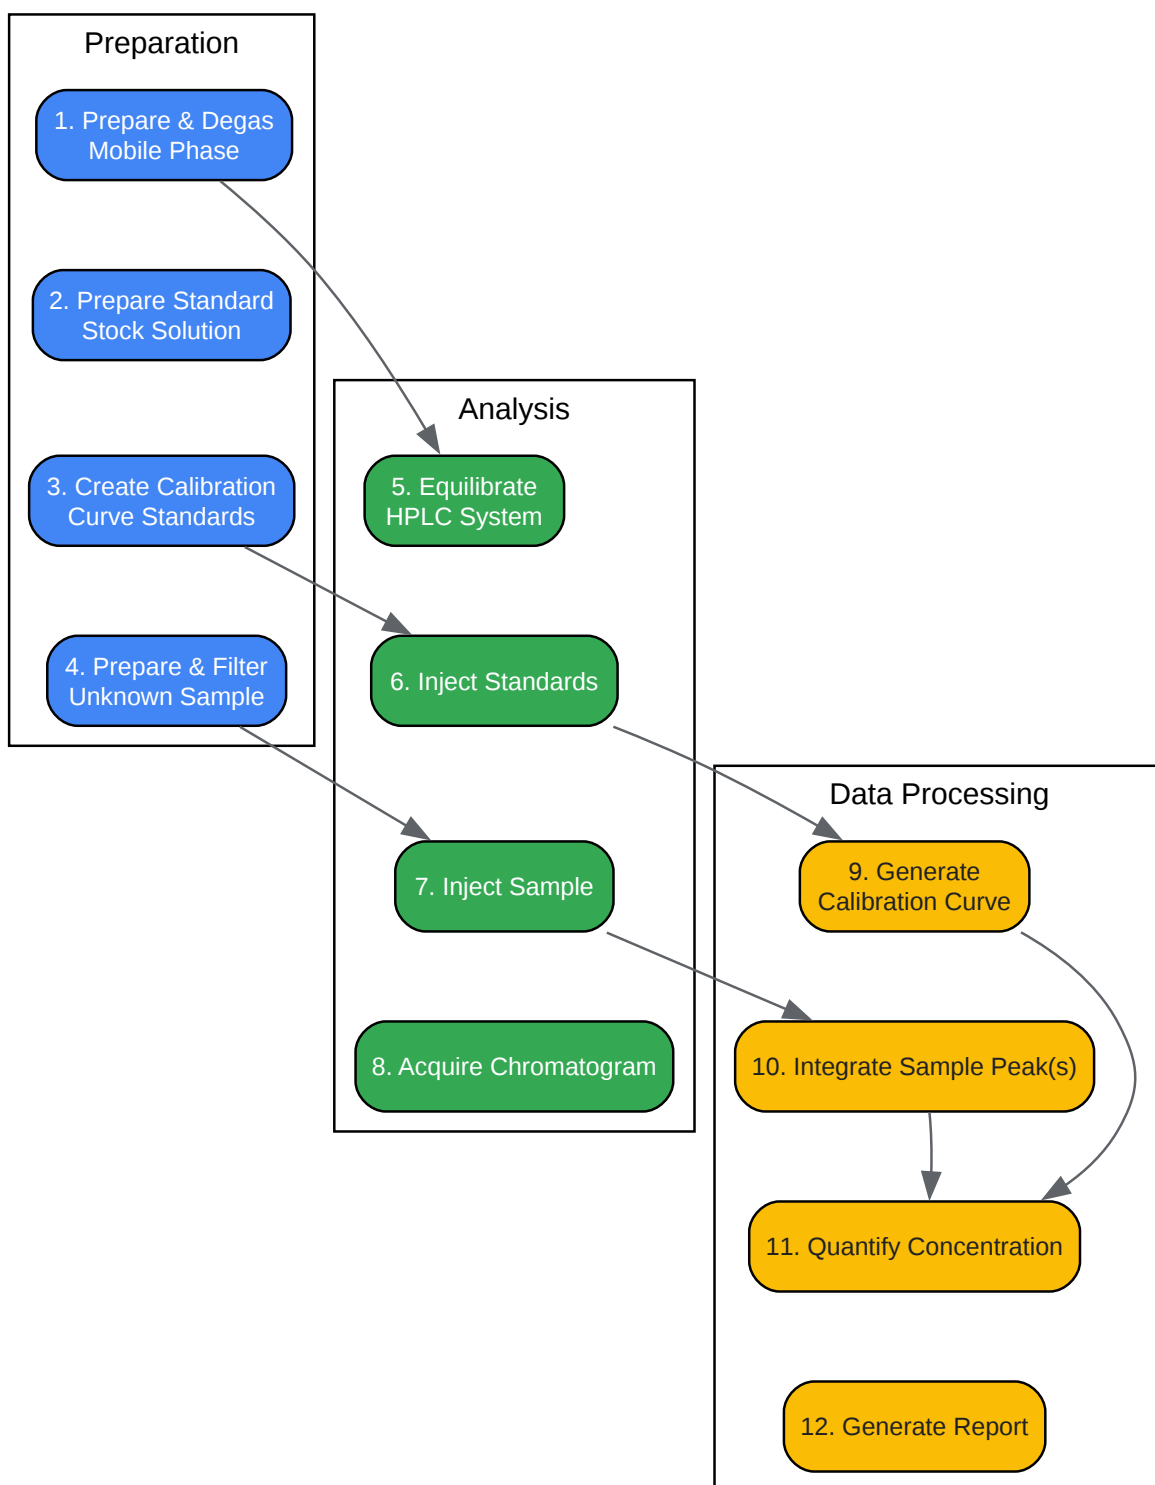 Preparation
1. Prepare & Degas
Mobile Phase
2. Prepare Standard
Stock Solution
3. Create Calibration
Curve Standards
4. Prepare & Filter
Unknown Sample
Analysis
5. Equilibrate
HPLC System
6. Inject Standards
7. Inject Sample
8. Acquire Chromatogram
Data Processing
9. Generate
Calibration Curve
10. Integrate Sample Peak(s)
11. Quantify Concentration
12. Generate Report